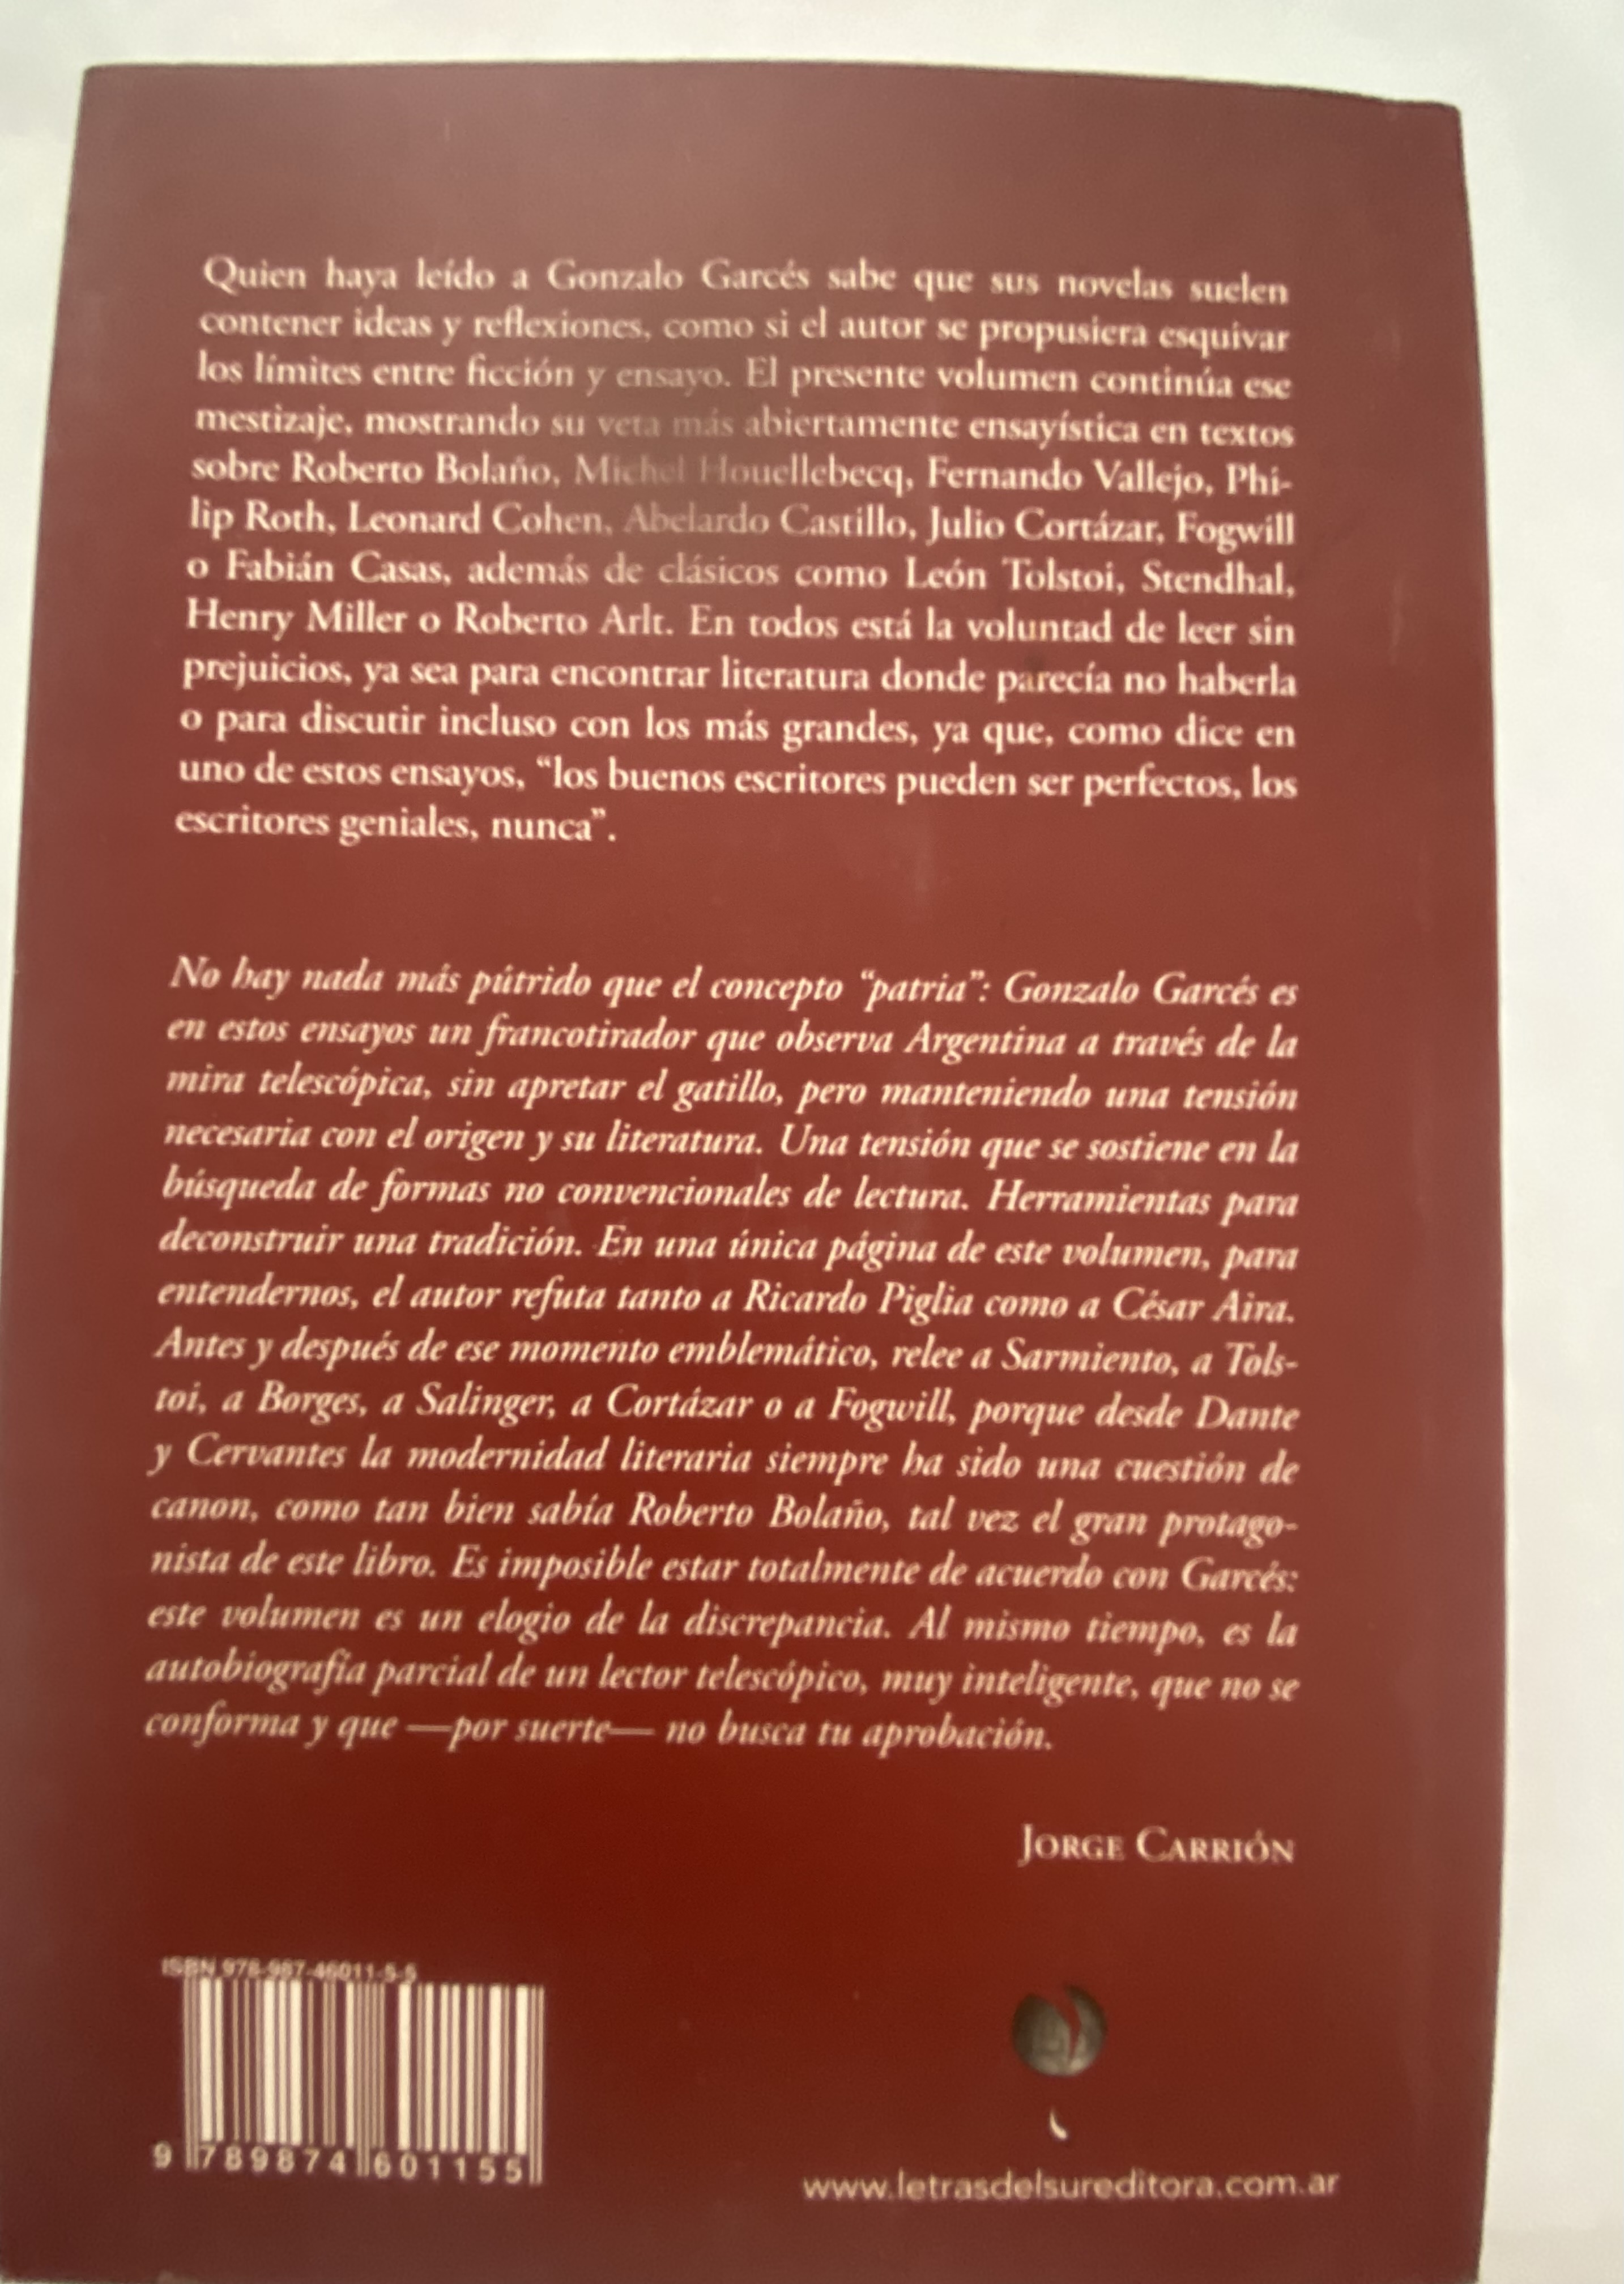 Quien haya leído a Gonzalo Garcés sabe que sus novelas suelen
contener ideas y reflexiones, como si el autor se propusiera esquivar
los límites entre ficción y ensayo. El presente volumen continúa ese
mestizaje, mostrando su veta más abiertamente ensayística en textos
sobre Roberto Bolaño, Michel Houellebecq, Fernando Vallejo, Phi-
lip Roth, Leonard Cohen, Abelardo Castillo, Julio Cortázar, Fogwill
o Fabián Casas, además de clásicos como León Tolstoi, Stendhal,
Henry Miller o Roberto Arlt. En todos está la voluntad de leer sin
prejuicios, ya sea para encontrar literatura donde parecía no haberla
o para discutir incluso con los más grandes, ya que, como dice en
uno de estos ensayos, “los buenos escritores pueden ser perfectos, los
escritores geniales, nunca”.
No hay nada más pútrido que el concepto “patria”: Gonzalo Garcés es
en estos ensayos un francotirador que observa Argentina a través de la
mira telescópica, sin apretar el gatillo, pero manteniendo una tensión
necesaria con el origen y su literatura. Una tensión que se sostiene en la
búsqueda de formas no convencionales de lectura. Herramientas para
deconstruir una tradición. En una única página de este volumen, para
entendernos, el autor refuta tanto a Ricardo Piglia como a César Aira.
Antes y después de ese momento emblemático, relee a Sarmiento, a Tols-
toi, a Borges, a Salinger, a Cortázar o a Fogwill, porque desde Dante
y Cervantes la modernidad literaria siempre ha sido una cuestión de
canon, como tan bien sabía Roberto Bolaño, tal vez el gran protago-
nista de este libro. Es imposible estar totalmente de acuerdo con Garcés:
este volumen es un elogio de la discrepancia. Al mismo tiempo, es la
autobiografía parcial de un lector telescópico, muy inteligente, que no se
conforma y que —por suerte— no busca tu aprobación.
JORGE CARRIÓN
ISBN 978-987-46011-5-5
9 789874 601155
www.letrasdelsureditora.com.ar